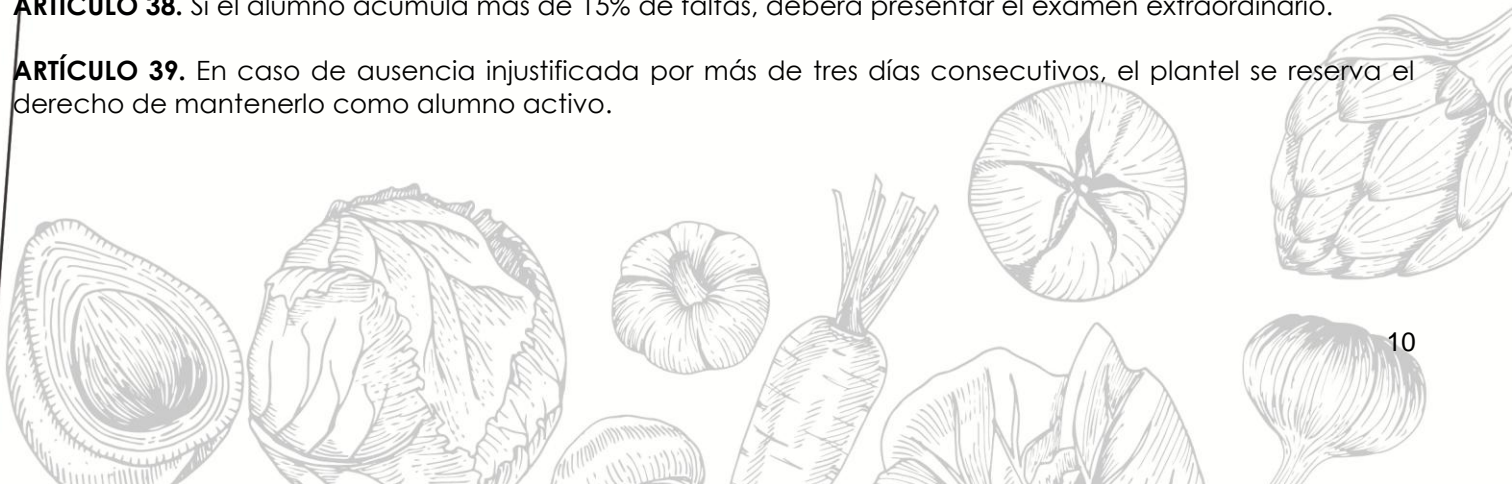 ARTÍCULO 38. Si el alumno acumula más de 15% de faltas, deberá presentar el examen extraordinario.
ARTÍCULO 39. En caso de ausencia injustificada por más de tres días consecutivos, el plantel se reserva el
derecho de mantenerlo como alumno activo.
10